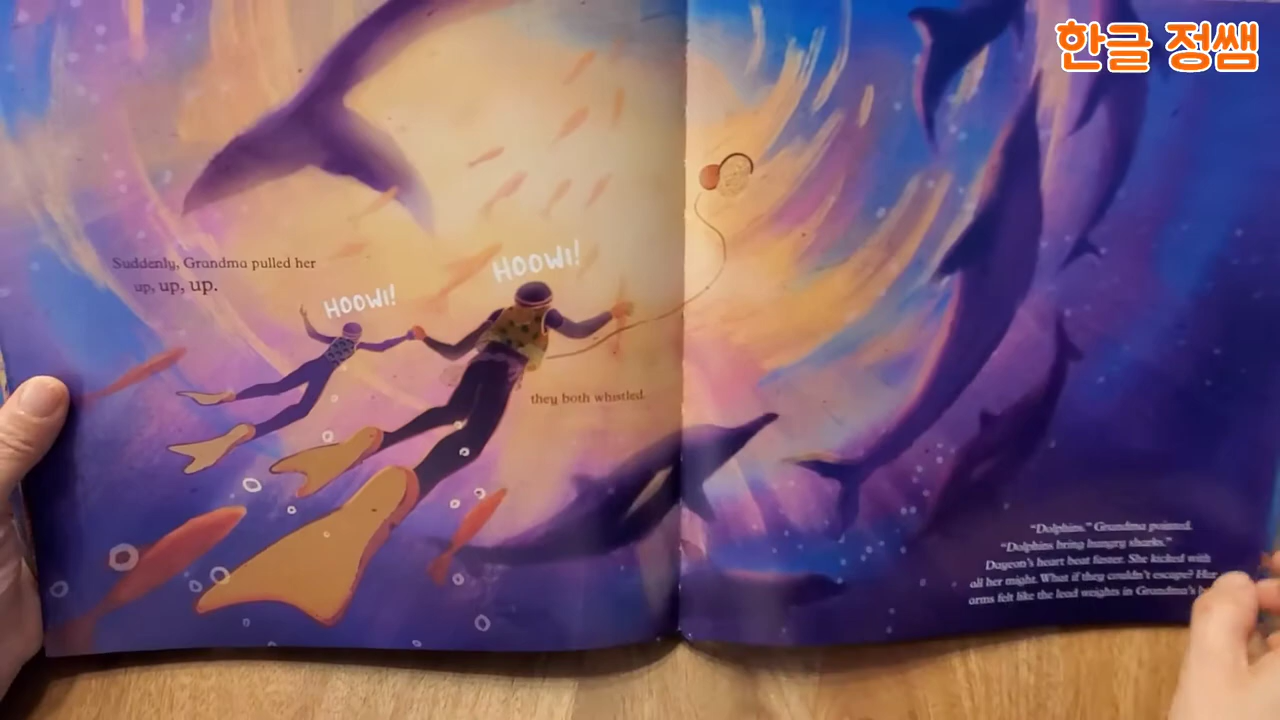 한글 정쌤
Suddenly, Grandma pulled her
up, up, up.
HOOWI!
HOOWI!
they both whistled.
"Dolphins." Grandma pointed.
"Dolphins bring hungry sharks."
Dayeon's heart beat faster. She kicked with
all her might. What if they couldn't escape? Her
arms felt like the lead weights in Grandma's